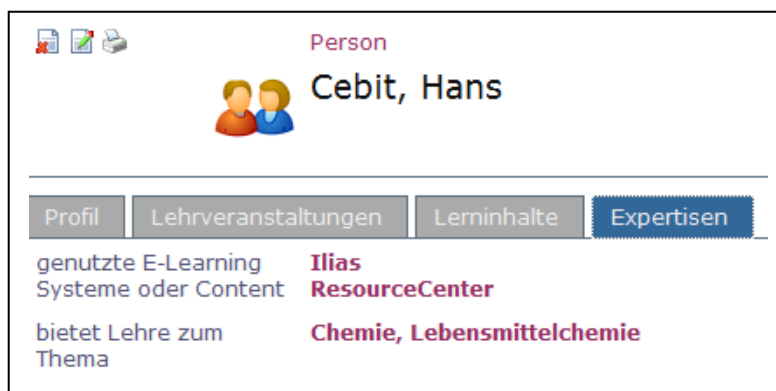 Person
Cebit, Hans
Profil Lehrveranstaltungen Lerninhalte Expertisen
genutzte E-Learning Ilias
Systeme oder Content ResourceCenter
bietet Lehre zum Chemie, Lebensmittelchemie
Thema